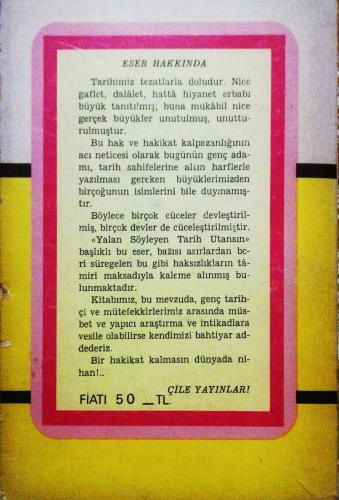 ESER HAKKINDA
Tarihimiz tezatlarla doludur. Nice
gaflet, dalâlet, hattâ hiyanet erbabı
büyük tanıtılmış, buna mukâbil nice
gerçek büyükler unutulmuş, unuttu-
rulmuştur.
Bu hak ve hakikat kalpazanlığının
acı neticesi olarak bugünün genç ada-
mı, tarih sahifelerine altın harflerle
yazılması gereken büyüklerimizden
birçoğunun isimlerini bile duymamış-
tır.
Böylece birçok cüceler devleştiril-
miş, birçok devler de cüceleştirilmiştir.
«Yalan Söyleyen Tarih Utansın»
başlıklı bu eser, bazısı asırlardan be-
ri süregelen bu gibi haksızlıkların tâ-
miri maksadıyla kaleme alınmış bu-
lunmaktadır.
Kitabımız, bu mevzuda, genç tarih-
çi ve mütefekkirlerimiz arasında müs-
bet ve yapıcı araştırma ve intikadlara
vesile olabilirse kendimizi bahtiyar ad-
dederiz.
Bir hakikat kalmasın dünyada ni-
han!..
ÇİLE YAYINLARI
FİATI 50 _TL.